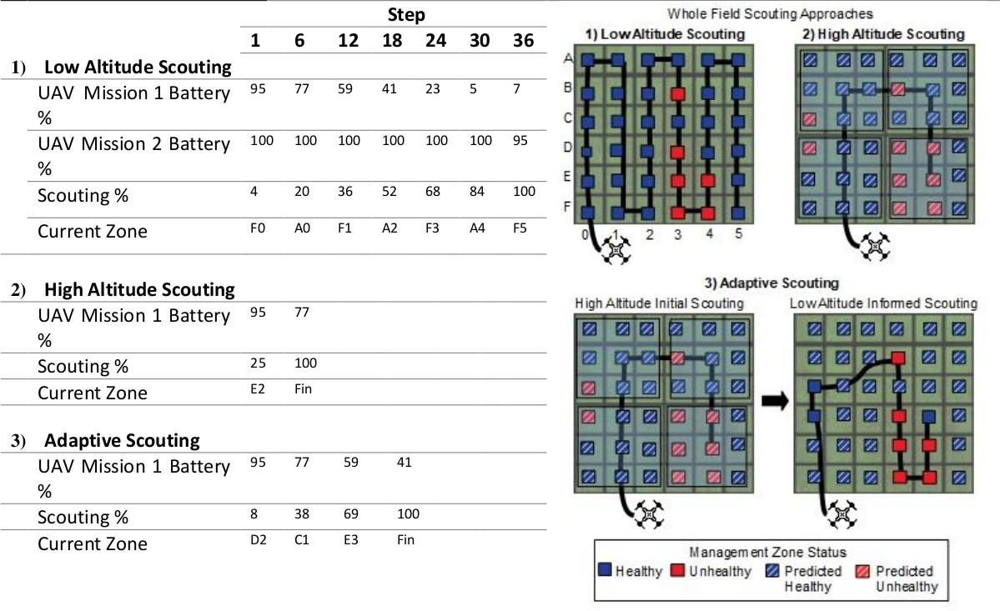 Step
1 6 12 18 24 30 36
1) Low Altitude Scouting
UAV Mission 1 Battery 95 77 59 41 23 5 7
%
UAV Mission 2 Battery 100 100 100 100 100 100 95
%
Scouting % 4 20 36 52 68 84 100
Current Zone F0 A0 F1 A2 F3 A4 F5
2) High Altitude Scouting
UAV Mission 1 Battery 95 77
%
Scouting % 25 100
Current Zone E2 Fin
3) Adaptive Scouting
UAV Mission 1 Battery 95 77 59 41
%
Scouting % 8 38 69 100
Current Zone D2 C1 E3 Fin
Whole Field Scouting Approaches
1) Low Altitude Scouting
A
B
C
D
E
F
0 1 2 3 4 5
2) High Altitude Scouting
3) Adaptive Scouting
High Altitude Initial Scouting
Low Altitude Informed Scouting
Management Zone Status
Healthy Unhealthy Predicted Predicted
Healthy Unhealthy